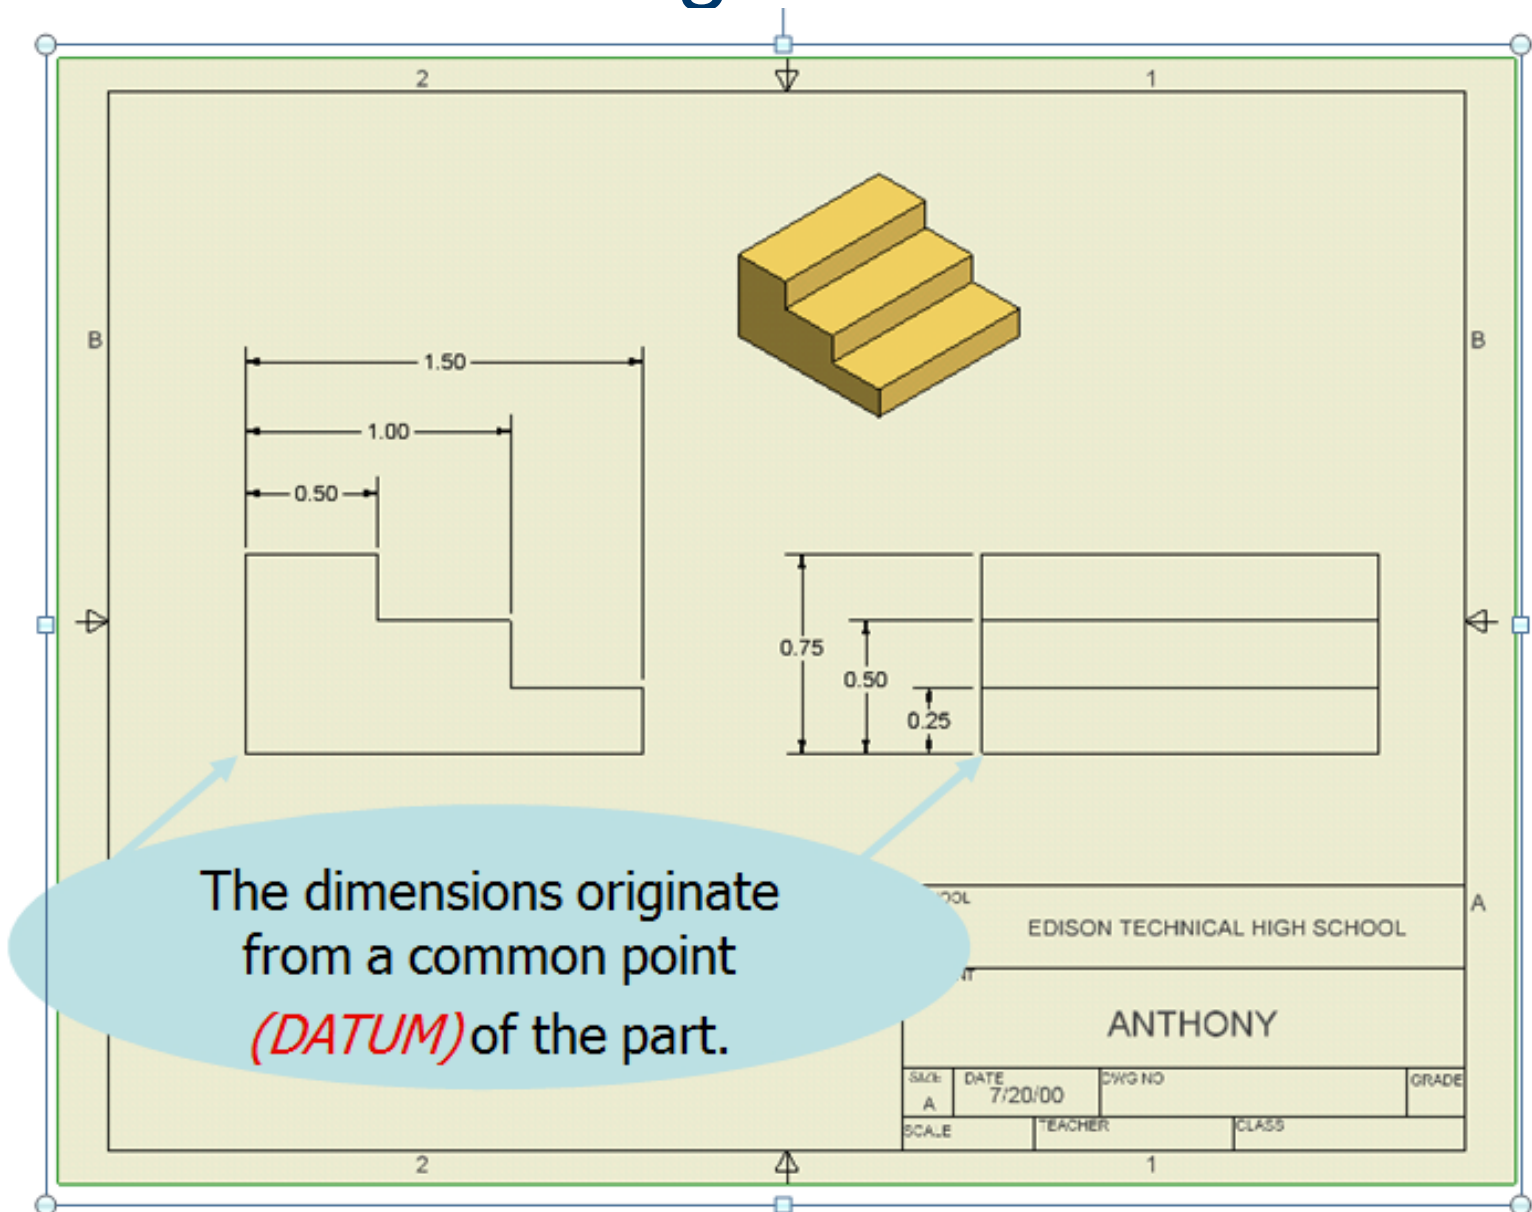 2 1
B B
1.50
1.00
0.50
0.75
0.50
0.25
The dimensions originate
from a common point
(DATUM) of the part.
A
EDISON TECHNICAL HIGH SCHOOL
ANTHONY
SIZE DATE DWG NO GRADE
A 7/20/00
SCALE TEACHER CLASS
2 1